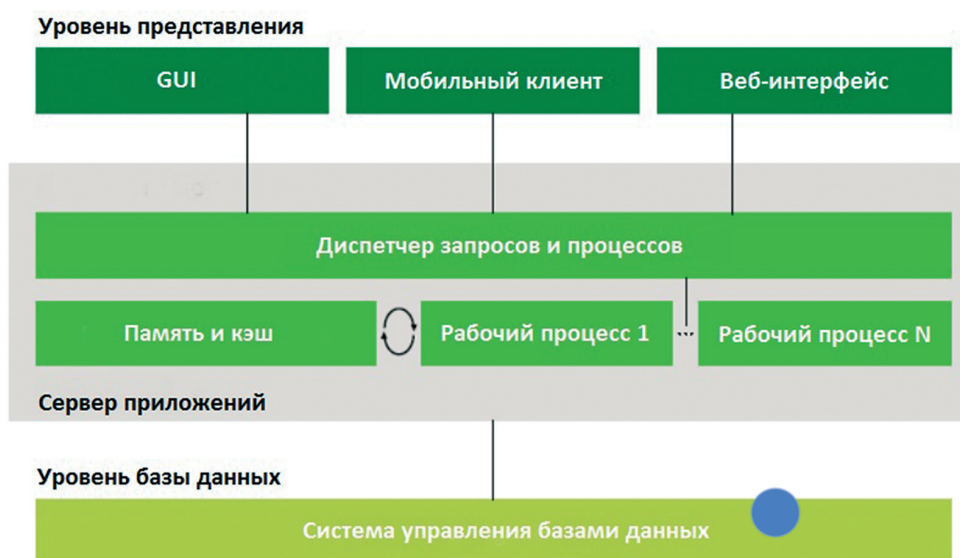 Уровень представления
GUI
Мобильный клиент
Веб-интерфейс
Диспетчер запросов и процессов
Память и кэш
Рабочий процесс 1
...
Рабочий процесс N
Сервер приложений
Уровень базы данных
Система управления базами данных